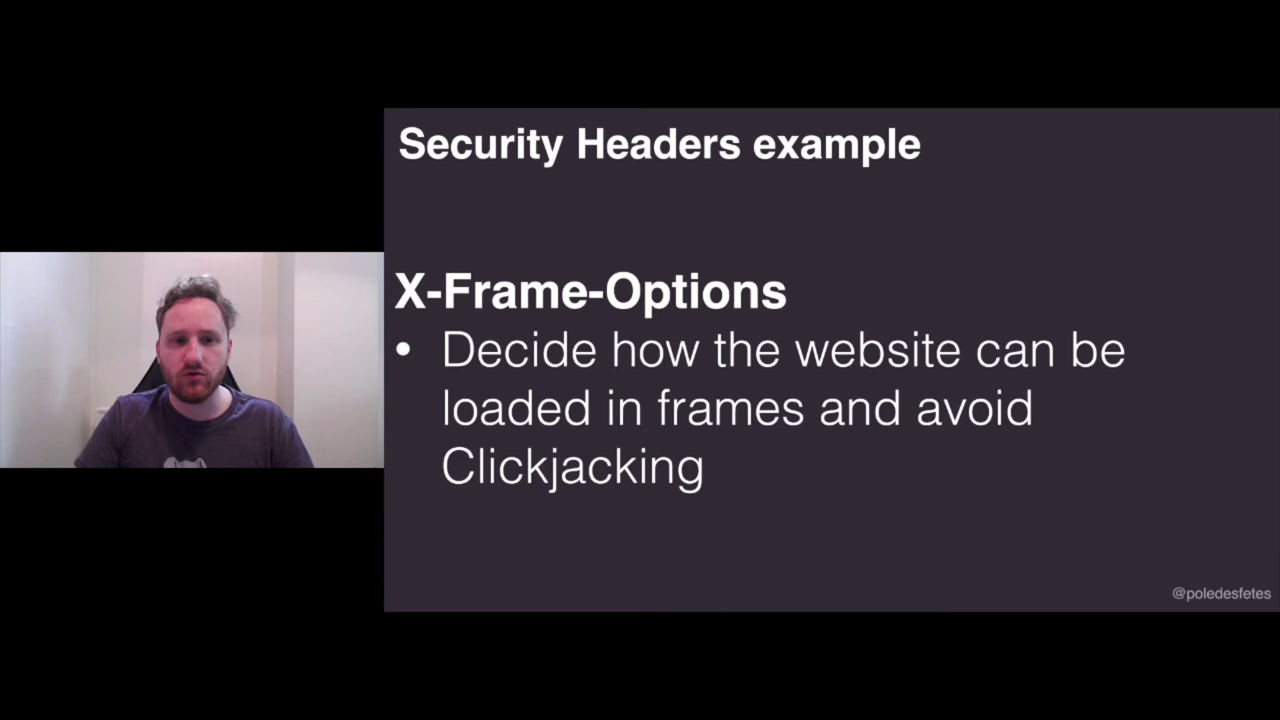 Security Headers example
X-Frame-Options
• Decide how the website can be
loaded in frames and avoid
Clickjacking
@poledesfetes